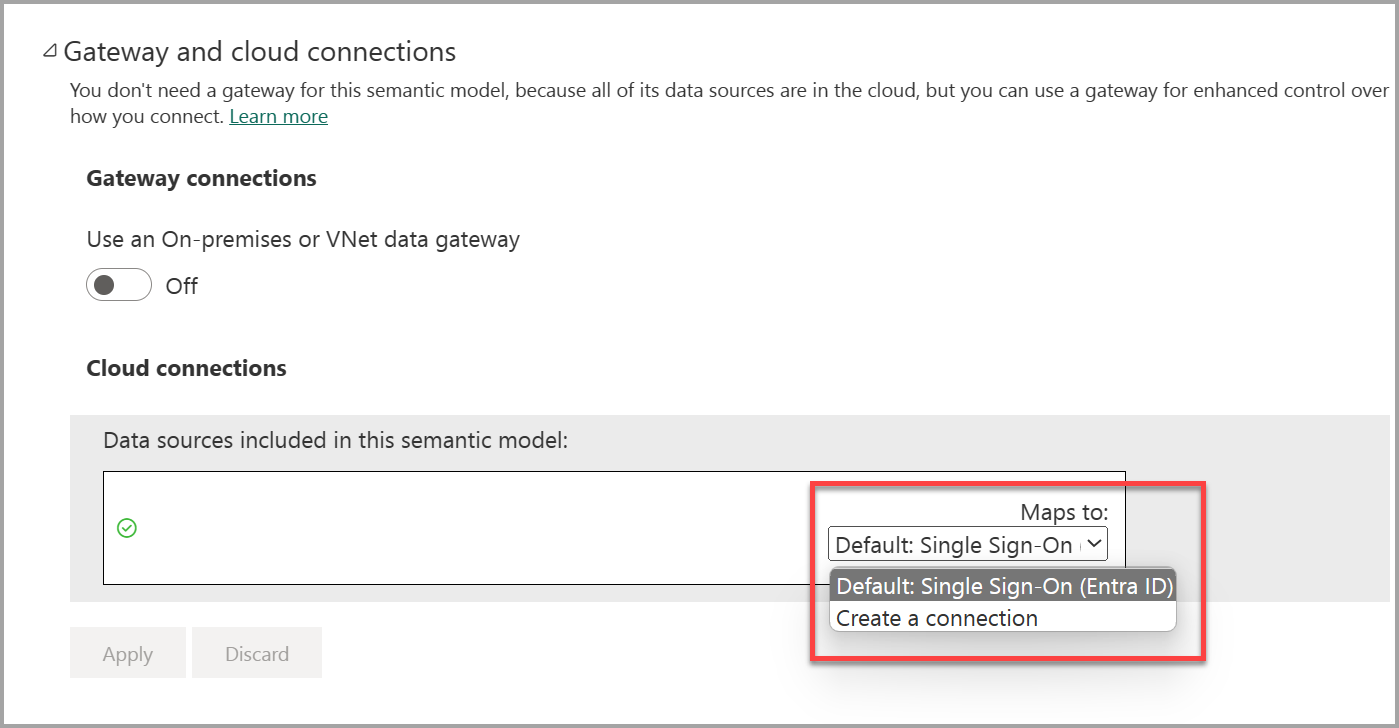 Gateway and cloud connections
You don't need a gateway for this semantic model, because all of its data sources are in the cloud, but you can use a gateway for enhanced control over
how you connect. Learn more
Gateway connections
Use an On-premises or VNet data gateway
Off
Cloud connections
Data sources included in this semantic model:
Maps to:
Default: Single Sign-On
Default: Single Sign-On (Entra ID)
Create a connection
Apply Discard